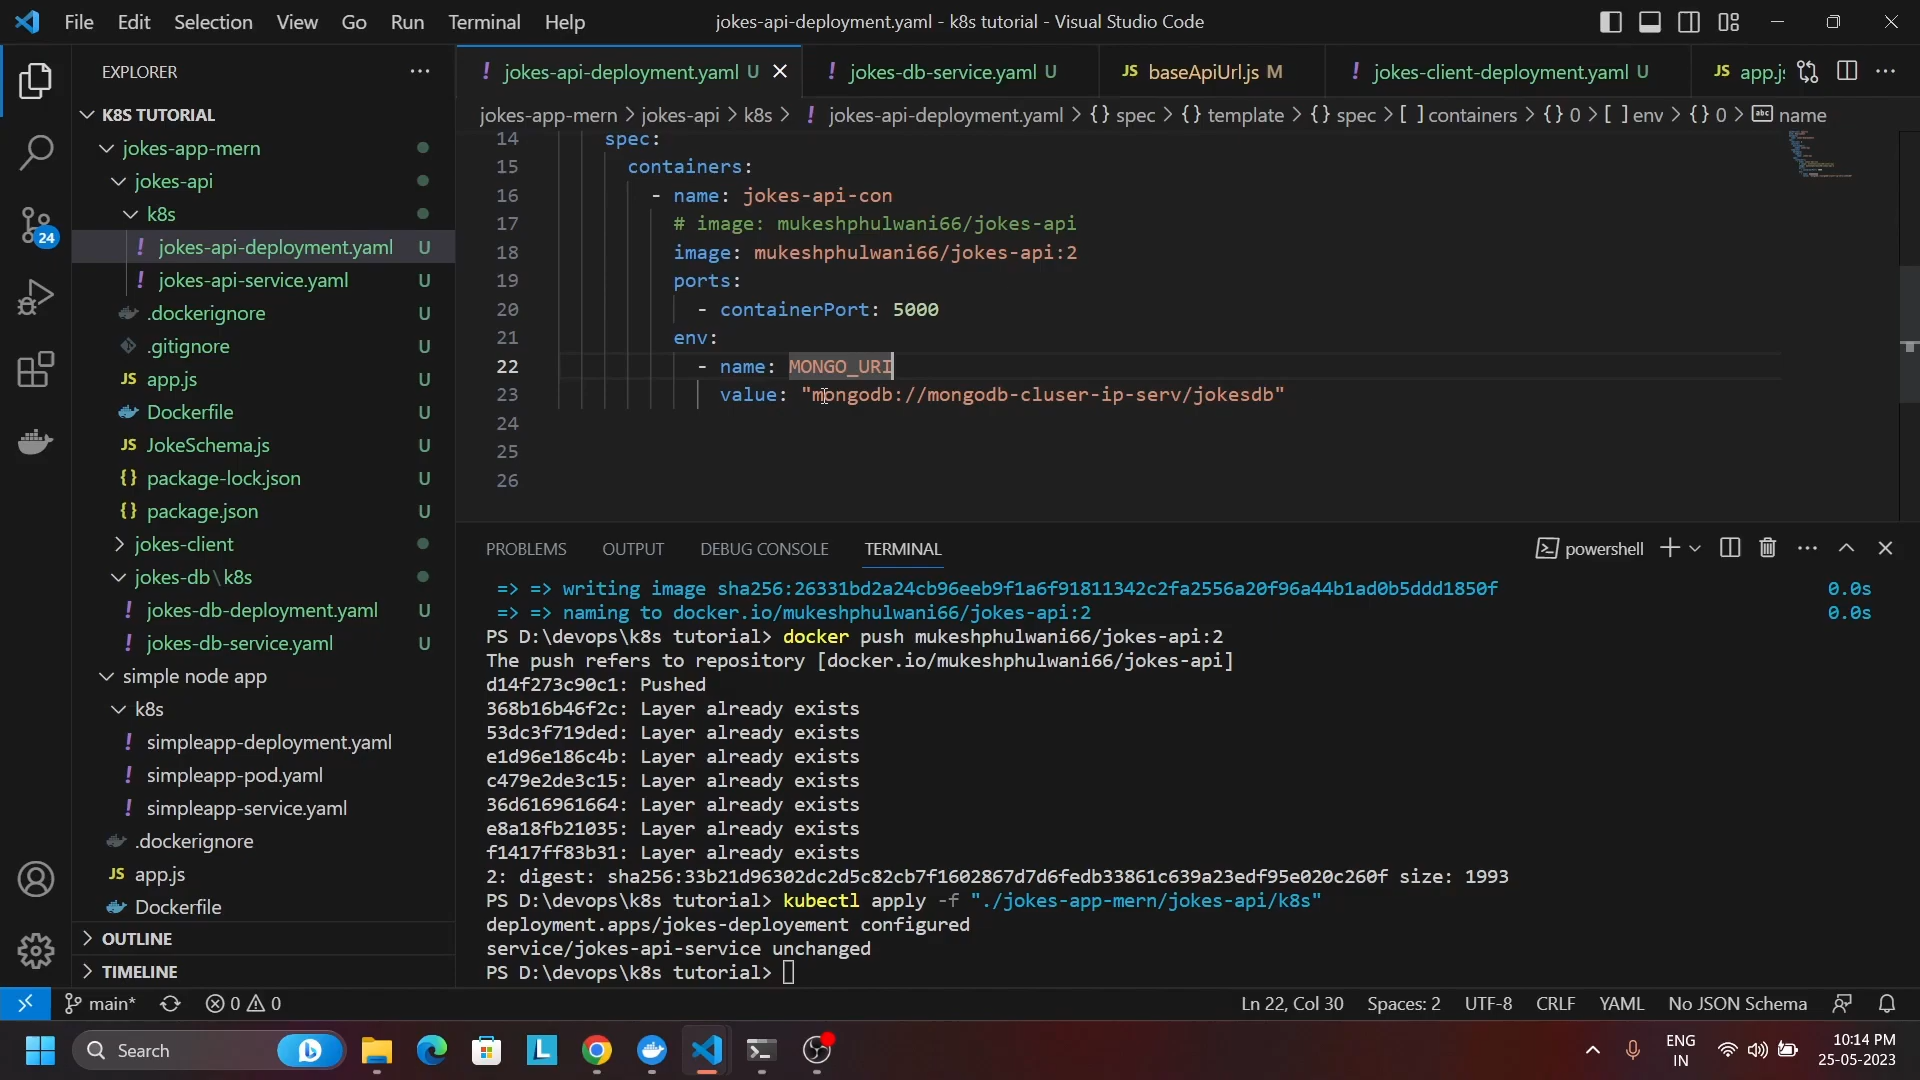 File Edit Selection View Go Run Terminal Help
jokes-api-deployment.yaml - k8s tutorial - Visual Studio Code
EXPLORER
K8S TUTORIAL
jokes-app-mern
jokes-api
k8s
! jokes-api-deployment.yaml U
! jokes-api-service.yaml U
.dockerignore U
.gitignore U
JS app.js U
Dockerfile U
JS JokeSchema.js U
{} package-lock.json U
{} package.json U
jokes-client
jokes-db\k8s
! jokes-db-deployment.yaml U
! jokes-db-service.yaml U
simple node app
k8s
! simpleapp-deployment.yaml
! simpleapp-pod.yaml
! simpleapp-service.yaml
.dockerignore
JS app.js
Dockerfile
OUTLINE
TIMELINE
24
! jokes-api-deployment.yaml U
! jokes-db-service.yaml U
JS baseApiUrl.js M
! jokes-client-deployment.yaml U
JS app.js
jokes-app-mern > jokes-api > k8s > ! jokes-api-deployment.yaml > {} spec > {} template > {} spec > [ ] containers > {} 0 > [ ] env > {} 0 > abc name
14 spec:
15 containers:
16 - name: jokes-api-con
17 # image: mukeshphulwani66/jokes-api
18 image: mukeshphulwani66/jokes-api:2
19 ports:
20 - containerPort: 5000
21 env:
22 - name: MONGO_URI
23 value: "mongodb://mongodb-cluser-ip-serv/jokesdb"
24
25
26
PROBLEMS OUTPUT DEBUG CONSOLE TERMINAL
powershell
=> => writing image sha256:26331bd2a24cb96eeb9f1a6f91811342c2fa2556a20f96a44b1ad0b5ddd1850f 0.0s
=> => naming to docker.io/mukeshphulwani66/jokes-api:2 0.0s
PS D:\devops\k8s tutorial> docker push mukeshphulwani66/jokes-api:2
The push refers to repository [docker.io/mukeshphulwani66/jokes-api]
d14f273c90c1: Pushed
368b16b46f2c: Layer already exists
53dc3f719ded: Layer already exists
e1d96e186c4b: Layer already exists
c479e2de3c15: Layer already exists
36d616961664: Layer already exists
e8a18fb21035: Layer already exists
f1417ff83b31: Layer already exists
2: digest: sha256:33b21d96302dc2d5c82cb7f1602867d7d6fedb33861c639a23edf95e020c260f size: 1993
PS D:\devops\k8s tutorial> kubectl apply -f "./jokes-app-mern/jokes-api/k8s"
deployment.apps/jokes-deployement configured
service/jokes-api-service unchanged
PS D:\devops\k8s tutorial>
main* 0 0
Ln 22, Col 30 Spaces: 2 UTF-8 CRLF YAML No JSON Schema
Search
L
ENG
IN
10:14 PM
25-05-2023